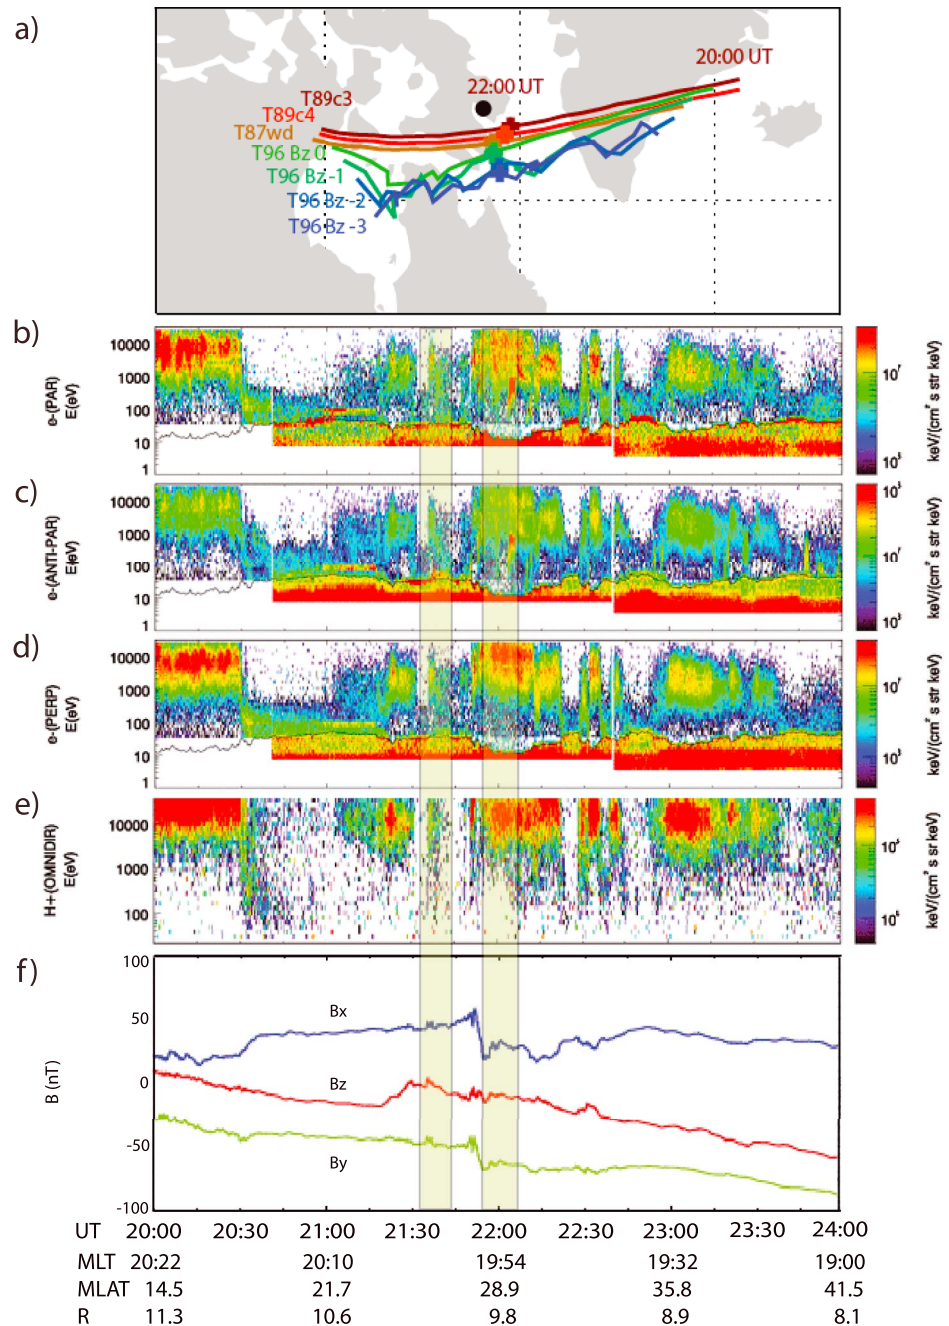 a)
20:00 UT
22:00 UT
T89c3
T89c4
T87wd
T96 Bz 0
T96 Bz -1
T96 Bz -2
T96 Bz -3
b)
e-(PAR)
E(eV)
10000
1000
100
10
1
10⁷
10⁵
keV/(cm² s str keV)
c)
e-(ANTI-PAR)
E(eV)
10000
1000
100
10
1
10⁷
keV/(cm² s str keV)
d)
e-(PERP)
E(eV)
10000
1000
100
10
1
10⁷
keV/(cm² s str keV)
e)
H+(OMNIDIR)
E(eV)
10000
1000
100
keV/(cm² s sr keV)
f)
B (nT)
100
50
0
-50
-100
Bx
Bz
By
UT 20:00 20:30 21:00 21:30 22:00 22:30 23:00 23:30 24:00
MLT 20:22 20:10 19:54 19:32 19:00
MLAT 14.5 21.7 28.9 35.8 41.5
R 11.3 10.6 9.8 8.9 8.1